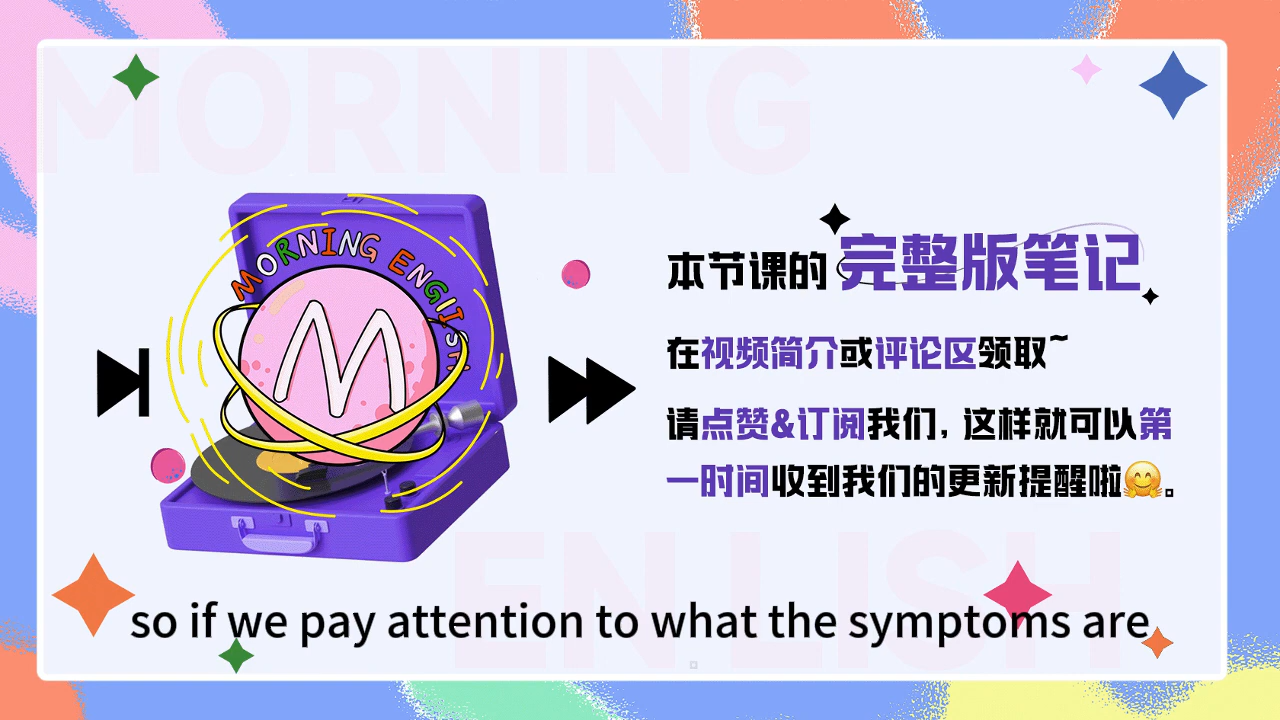 MORNING
MORNING ENGlISH
M
本节课的 完整版笔记
在视频简介或评论区领取~
请点赞&订阅我们, 这样就可以第
一时间收到我们的更新提醒啦🤗。
EN LISH
so if we pay attention to what the symptoms are